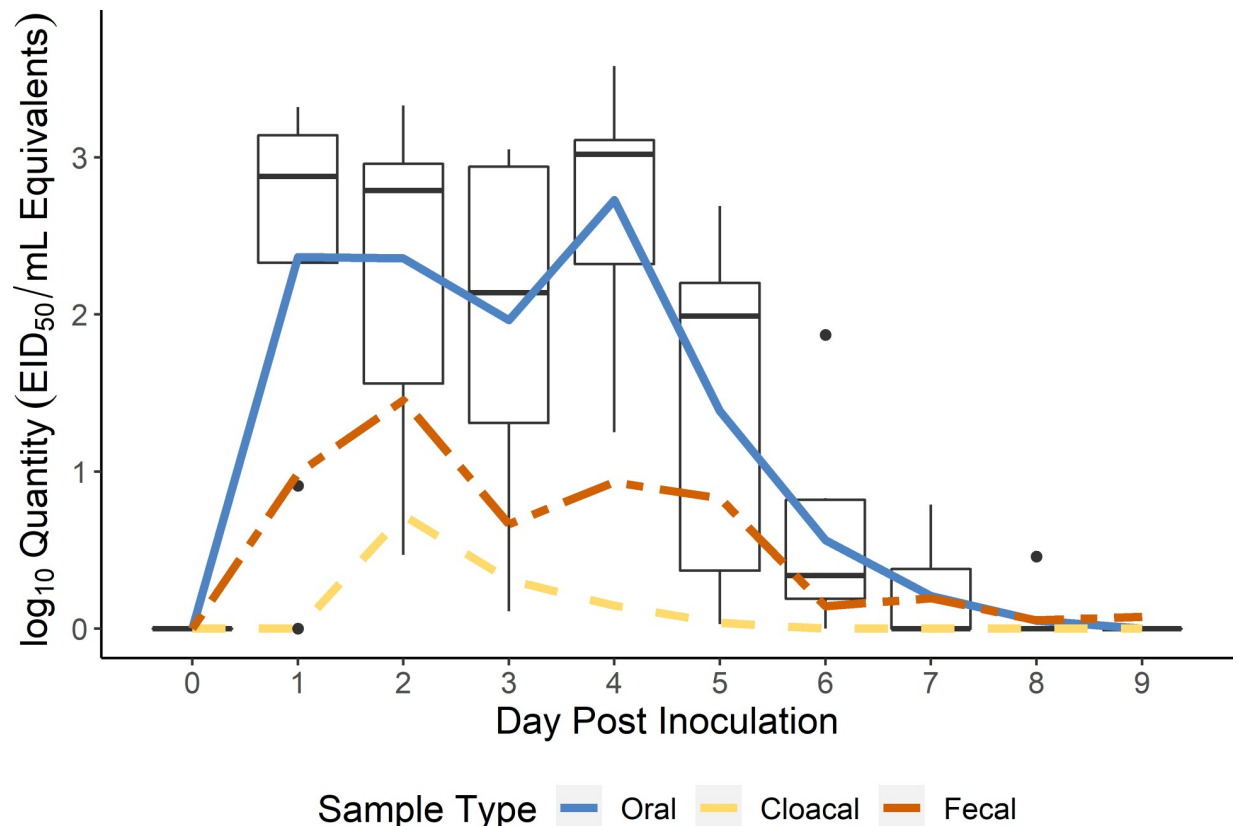 log₁₀ Quantity (EID₅₀/ mL Equivalents)
3
2
1
0
0 1 2 3 4 5 6 7 8 9
Day Post Inoculation
Sample Type Oral Cloacal Fecal